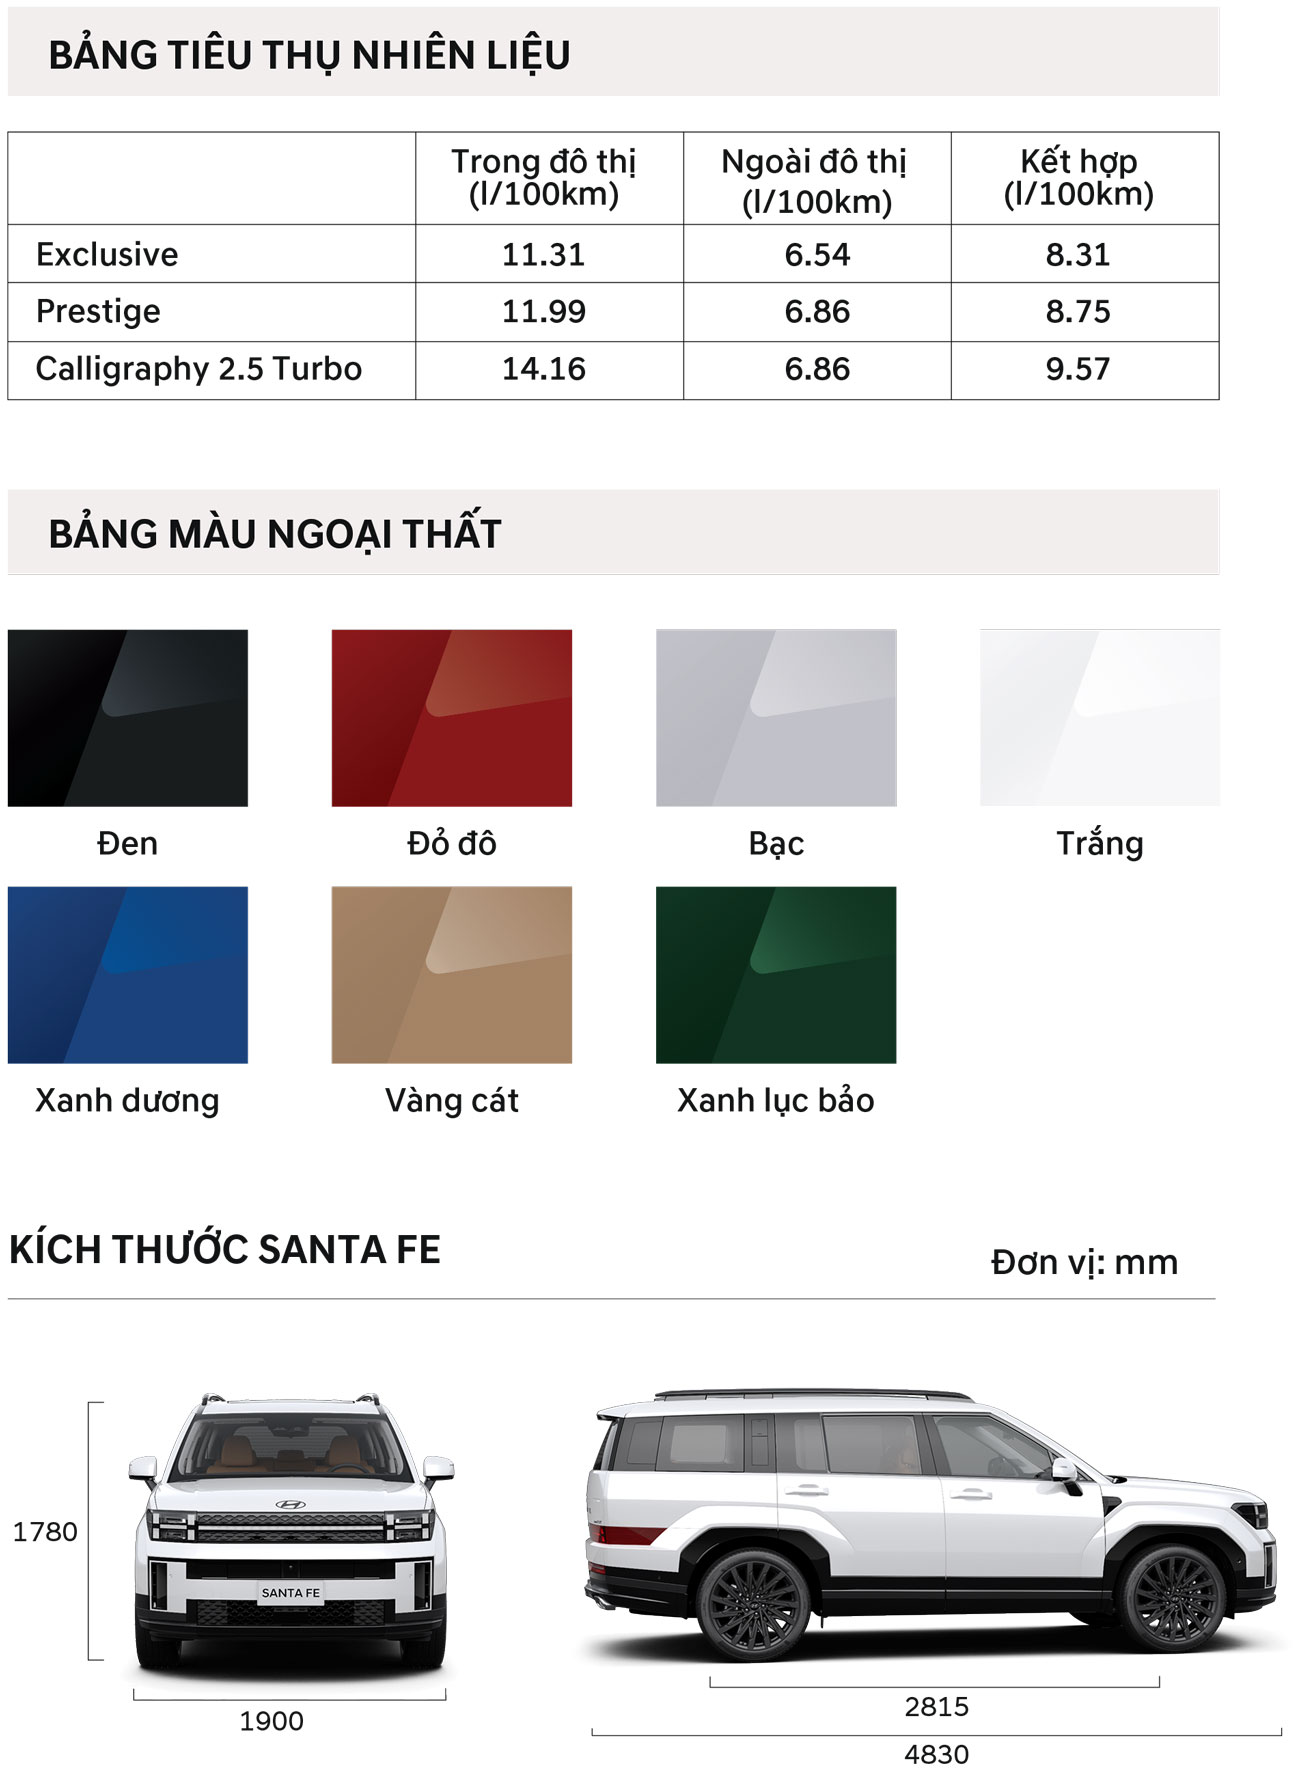 BẢNG TIÊU THỤ NHIÊN LIỆU
Trong đô thị (l/100km) Ngoài đô thị (l/100km) Kết hợp (l/100km)
Exclusive 11.31 6.54 8.31
Prestige 11.99 6.86 8.75
Calligraphy 2.5 Turbo 14.16 6.86 9.57
BẢNG MÀU NGOẠI THẤT
Đen Đỏ đô Bạc Trắng
Xanh dương Vàng cát Xanh lục bảo
KÍCH THƯỚC SANTA FE
Đơn vị: mm
1780
SANTA FE
1900
2815
4830